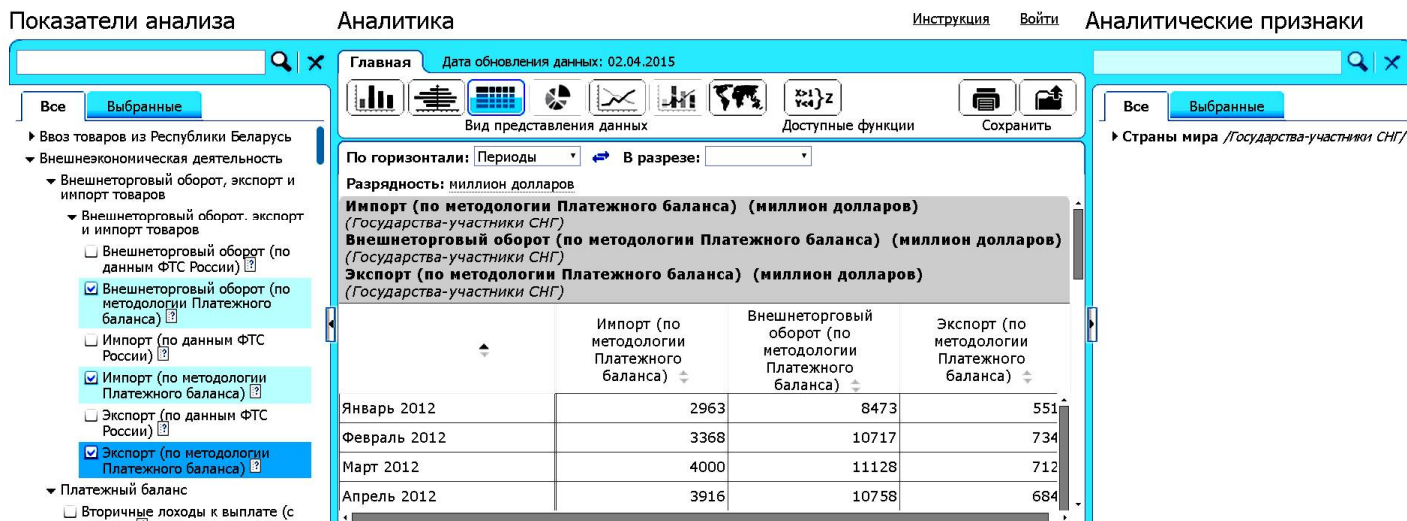 Показатели анализа
Аналитика
Инструкция Войти
Аналитические признаки
Все Выбранные
Ввоз товаров из Республики Беларусь
Внешнеэкономическая деятельность
Внешнеторговый оборот, экспорт и
импорт товаров
Внешнеторговый оборот, экспорт
и импорт товаров
Внешнеторговый оборот (по
данным ФТС России) ?
Внешнеторговый оборот (по
методологии Платежного
баланса) ?
Импорт (по данным ФТС
России) ?
Импорт (по методологии
Платежного баланса) ?
Экспорт (по данным ФТС
России) ?
Экспорт (по методологии
Платежного баланса) ?
Платежный баланс
Вторичные доходы к выплате (с
Главная Дата обновления данных: 02.04.2015
X>1 Y<4 } Z
Вид представления данных Доступные функции Сохранить
По горизонтали: Периоды В разрезе:
Разрядность: миллион долларов
Импорт (по методологии Платежного баланса) (миллион долларов)
(Государства-участники СНГ)
Внешнеторговый оборот (по методологии Платежного баланса) (миллион долларов)
(Государства-участники СНГ)
Экспорт (по методологии Платежного баланса) (миллион долларов)
(Государства-участники СНГ)
Импорт (по
методологии
Платежного
баланса)
Внешнеторговый
оборот (по
методологии
Платежного
баланса)
Экспорт (по
методологии
Платежного
баланса)
Январь 2012 2963 8473 551
Февраль 2012 3368 10717 734
Март 2012 4000 11128 712
Апрель 2012 3916 10758 684
Все Выбранные
Страны мира /Государства-участники СНГ/